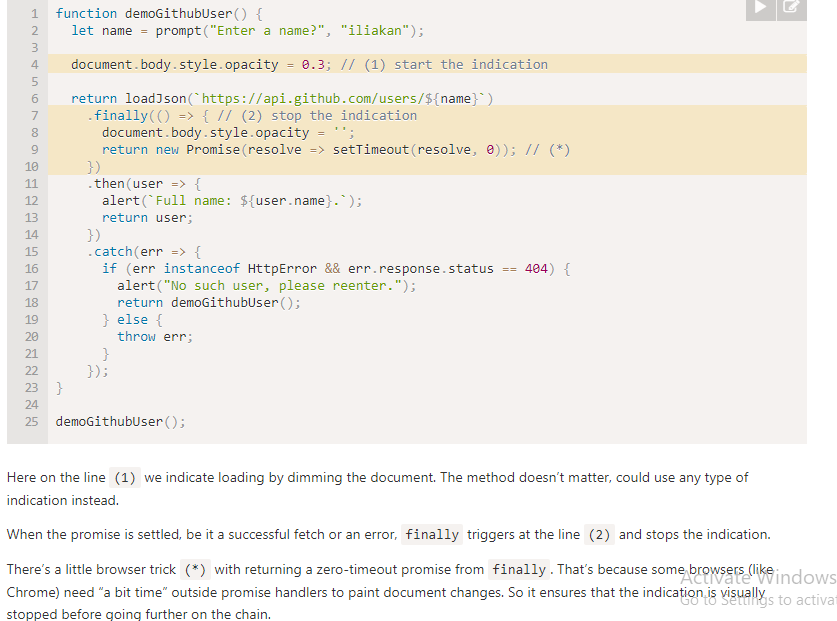 1 function demoGithubUser() {
2 let name = prompt("Enter a name?", "iliakan");
3
4 document.body.style.opacity = 0.3; // (1) start the indication
5
6 return loadJson(`https://api.github.com/users/${name}`)
7 .finally(() => { // (2) stop the indication
8 document.body.style.opacity = '';
9 return new Promise(resolve => setTimeout(resolve, 0)); // (*)
10 })
11 .then(user => {
12 alert(`Full name: ${user.name}.`);
13 return user;
14 })
15 .catch(err => {
16 if (err instanceof HttpError && err.response.status == 404) {
17 alert("No such user, please reenter.");
18 return demoGithubUser();
19 } else {
20 throw err;
21 }
22 });
23 }
24
25 demoGithubUser();
Here on the line (1) we indicate loading by dimming the document. The method doesn't matter, could use any type of
indication instead.
When the promise is settled, be it a successful fetch or an error, finally triggers at the line (2) and stops the indication.
There's a little browser trick (*) with returning a zero-timeout promise from finally. That's because some browsers (like
Chrome) need "a bit time" outside promise handlers to paint document changes. So it ensures that the indication is visually
stopped before going further on the chain.
Activate Windows
Go to Settings to activa